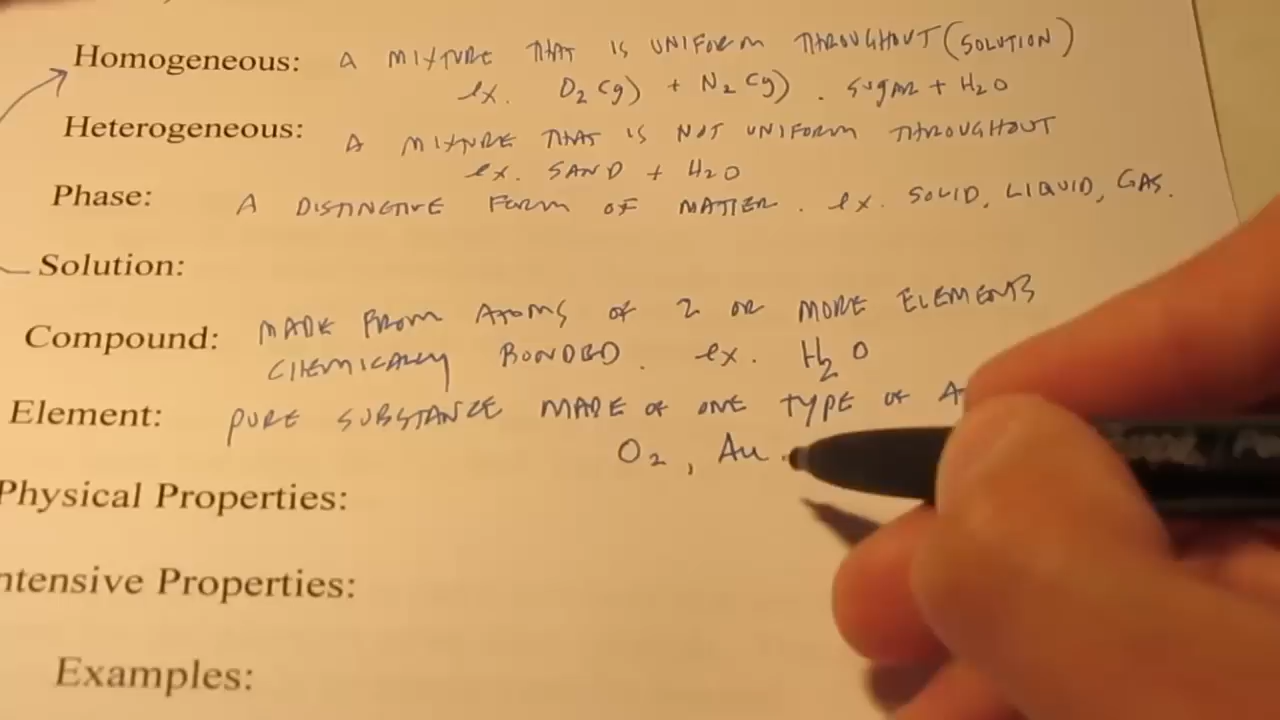 Homogeneous: A MIXTURE THAT IS UNIFORM THROUGHOUT (SOLUTION)
ex. O2(g) + N2(g). SUGAR + H2O
Heterogeneous: A MIXTURE THAT IS NOT UNIFORM THROUGHOUT
ex. SAND + H2O
Phase: A DISTINCTIVE FORM OF MATTER. ex. SOLID, LIQUID, GAS.
Solution:
Compound: MADE FROM ATOMS OF 2 OR MORE ELEMENTS
CHEMICALLY BONDED. ex. H2O
Element: PURE SUBSTANCE MADE OF ONE TYPE OF A
O2, Au.
Physical Properties:
ntensive Properties:
Examples: